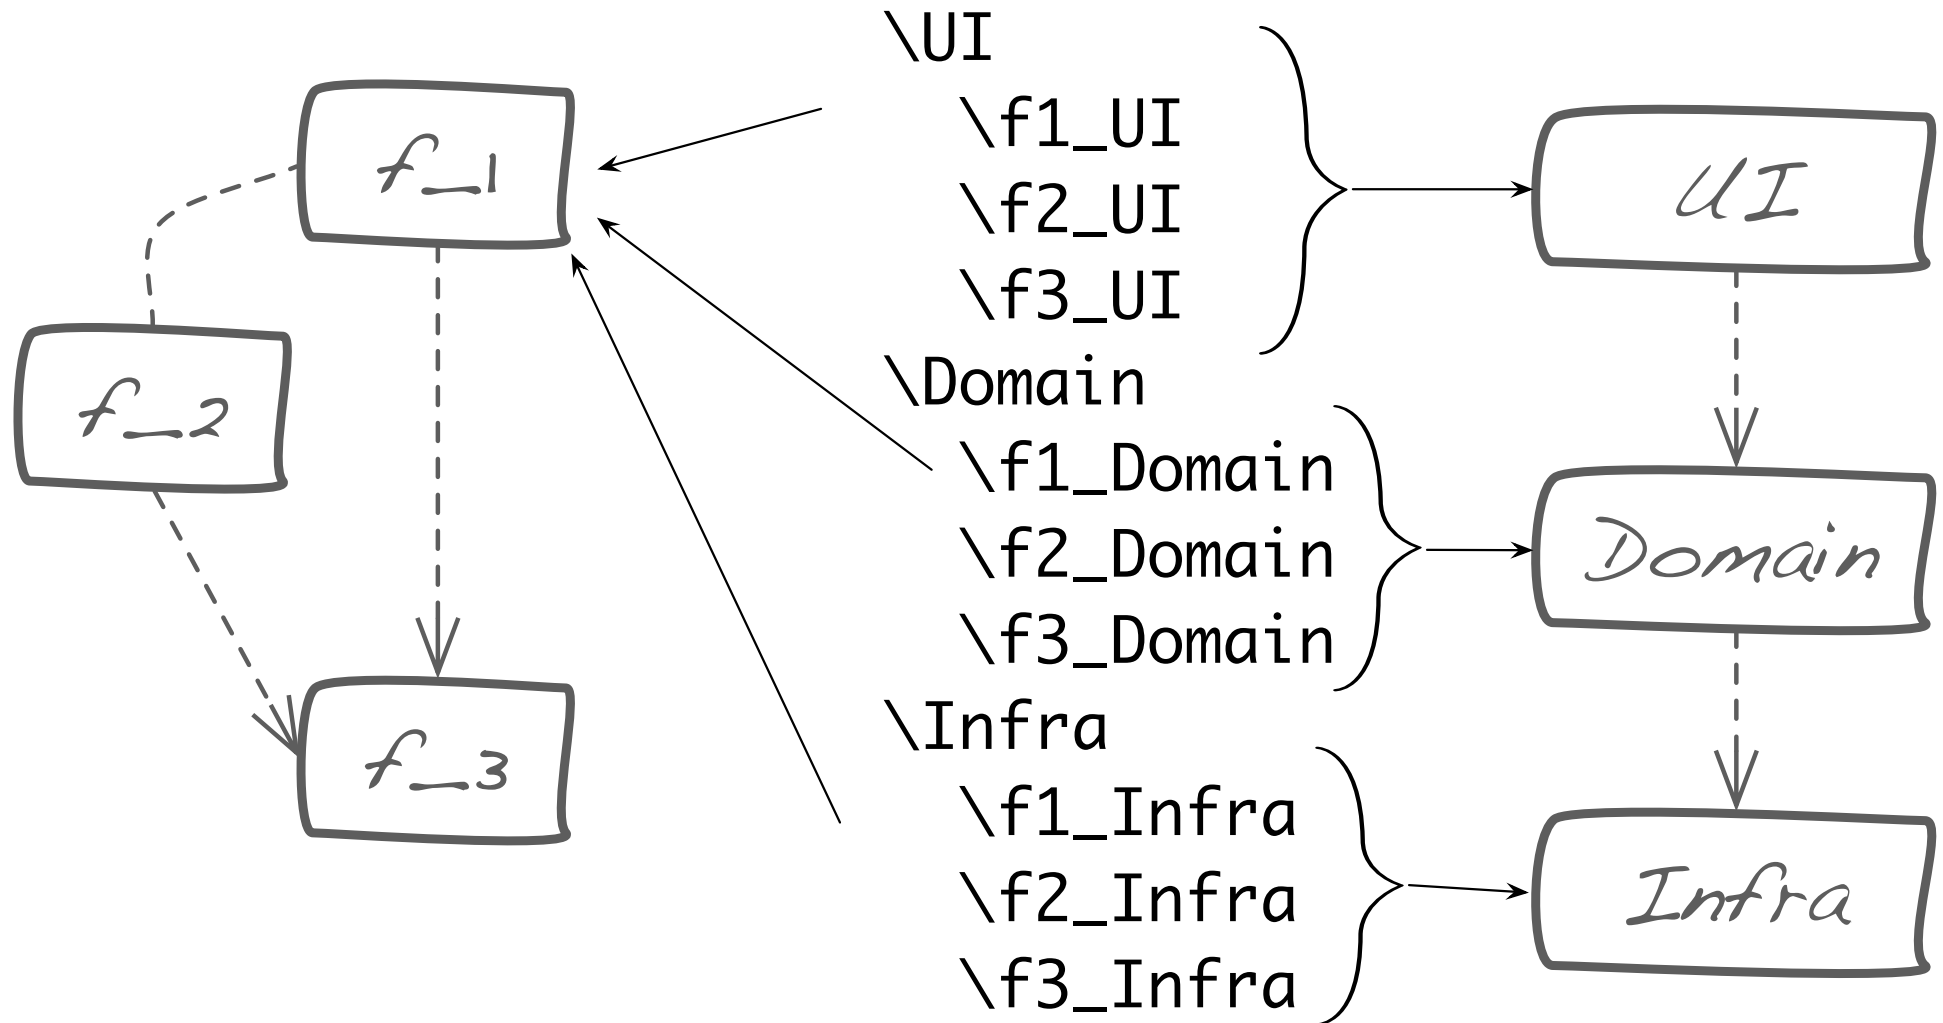 f_1
f_2
f_3
\UI
\f1_UI
\f2_UI
\f3_UI
\Domain
\f1_Domain
\f2_Domain
\f3_Domain
\Infra
\f1_Infra
\f2_Infra
\f3_Infra
UI
Domain
Infra